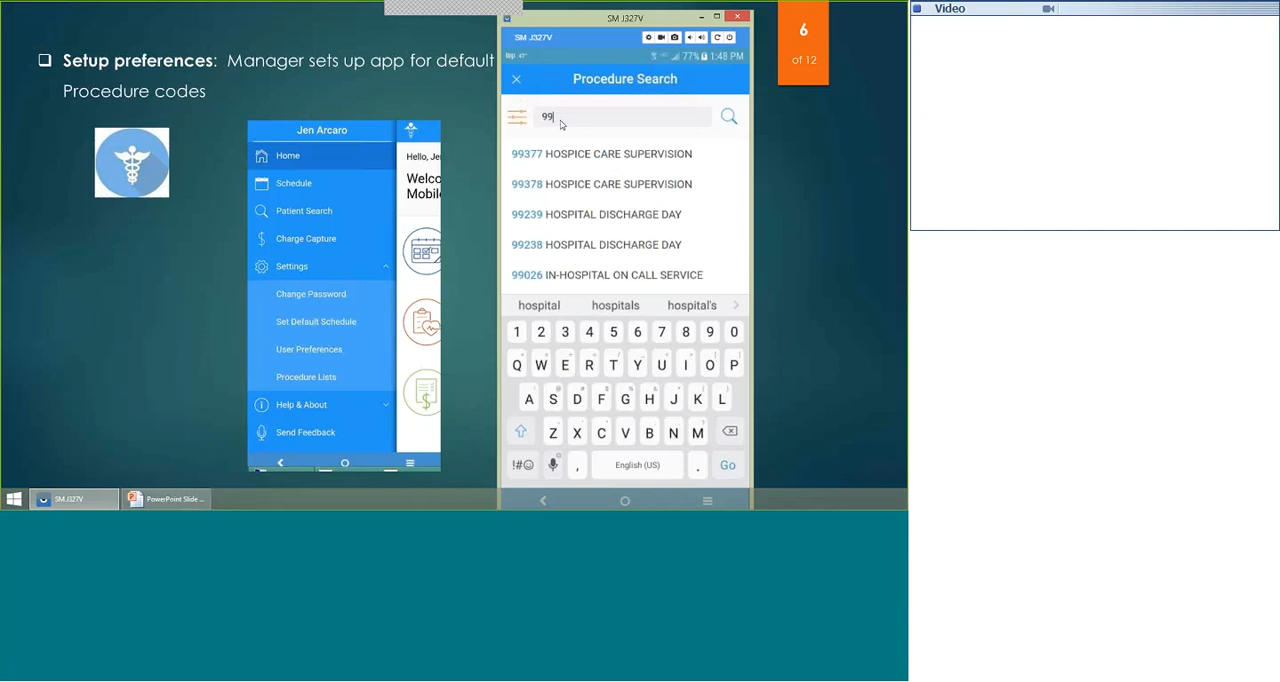 Video
SM J327V
SM J327V
77% 1:48 PM
6
of 12
Setup preferences: Manager sets up app for default
Procedure codes
Jen Arcaro
Home
Schedule
Patient Search
Charge Capture
Settings
Change Password
Set Default Schedule
User Preferences
Procedure Lists
Help & About
Send Feedback
Hello, Je
Welco
Mobil
Procedure Search
99
99377 HOSPICE CARE SUPERVISION
99378 HOSPICE CARE SUPERVISION
99239 HOSPITAL DISCHARGE DAY
99238 HOSPITAL DISCHARGE DAY
99026 IN-HOSPITAL ON CALL SERVICE
hospital hospitals hospital's
1 2 3 4 5 6 7 8 9 0
Q W E R T Y U I O P
A S D F G H J K L
Z X C V B N M
!#☺ , English (US) . Go
SM J327V
PowerPoint Slide ...